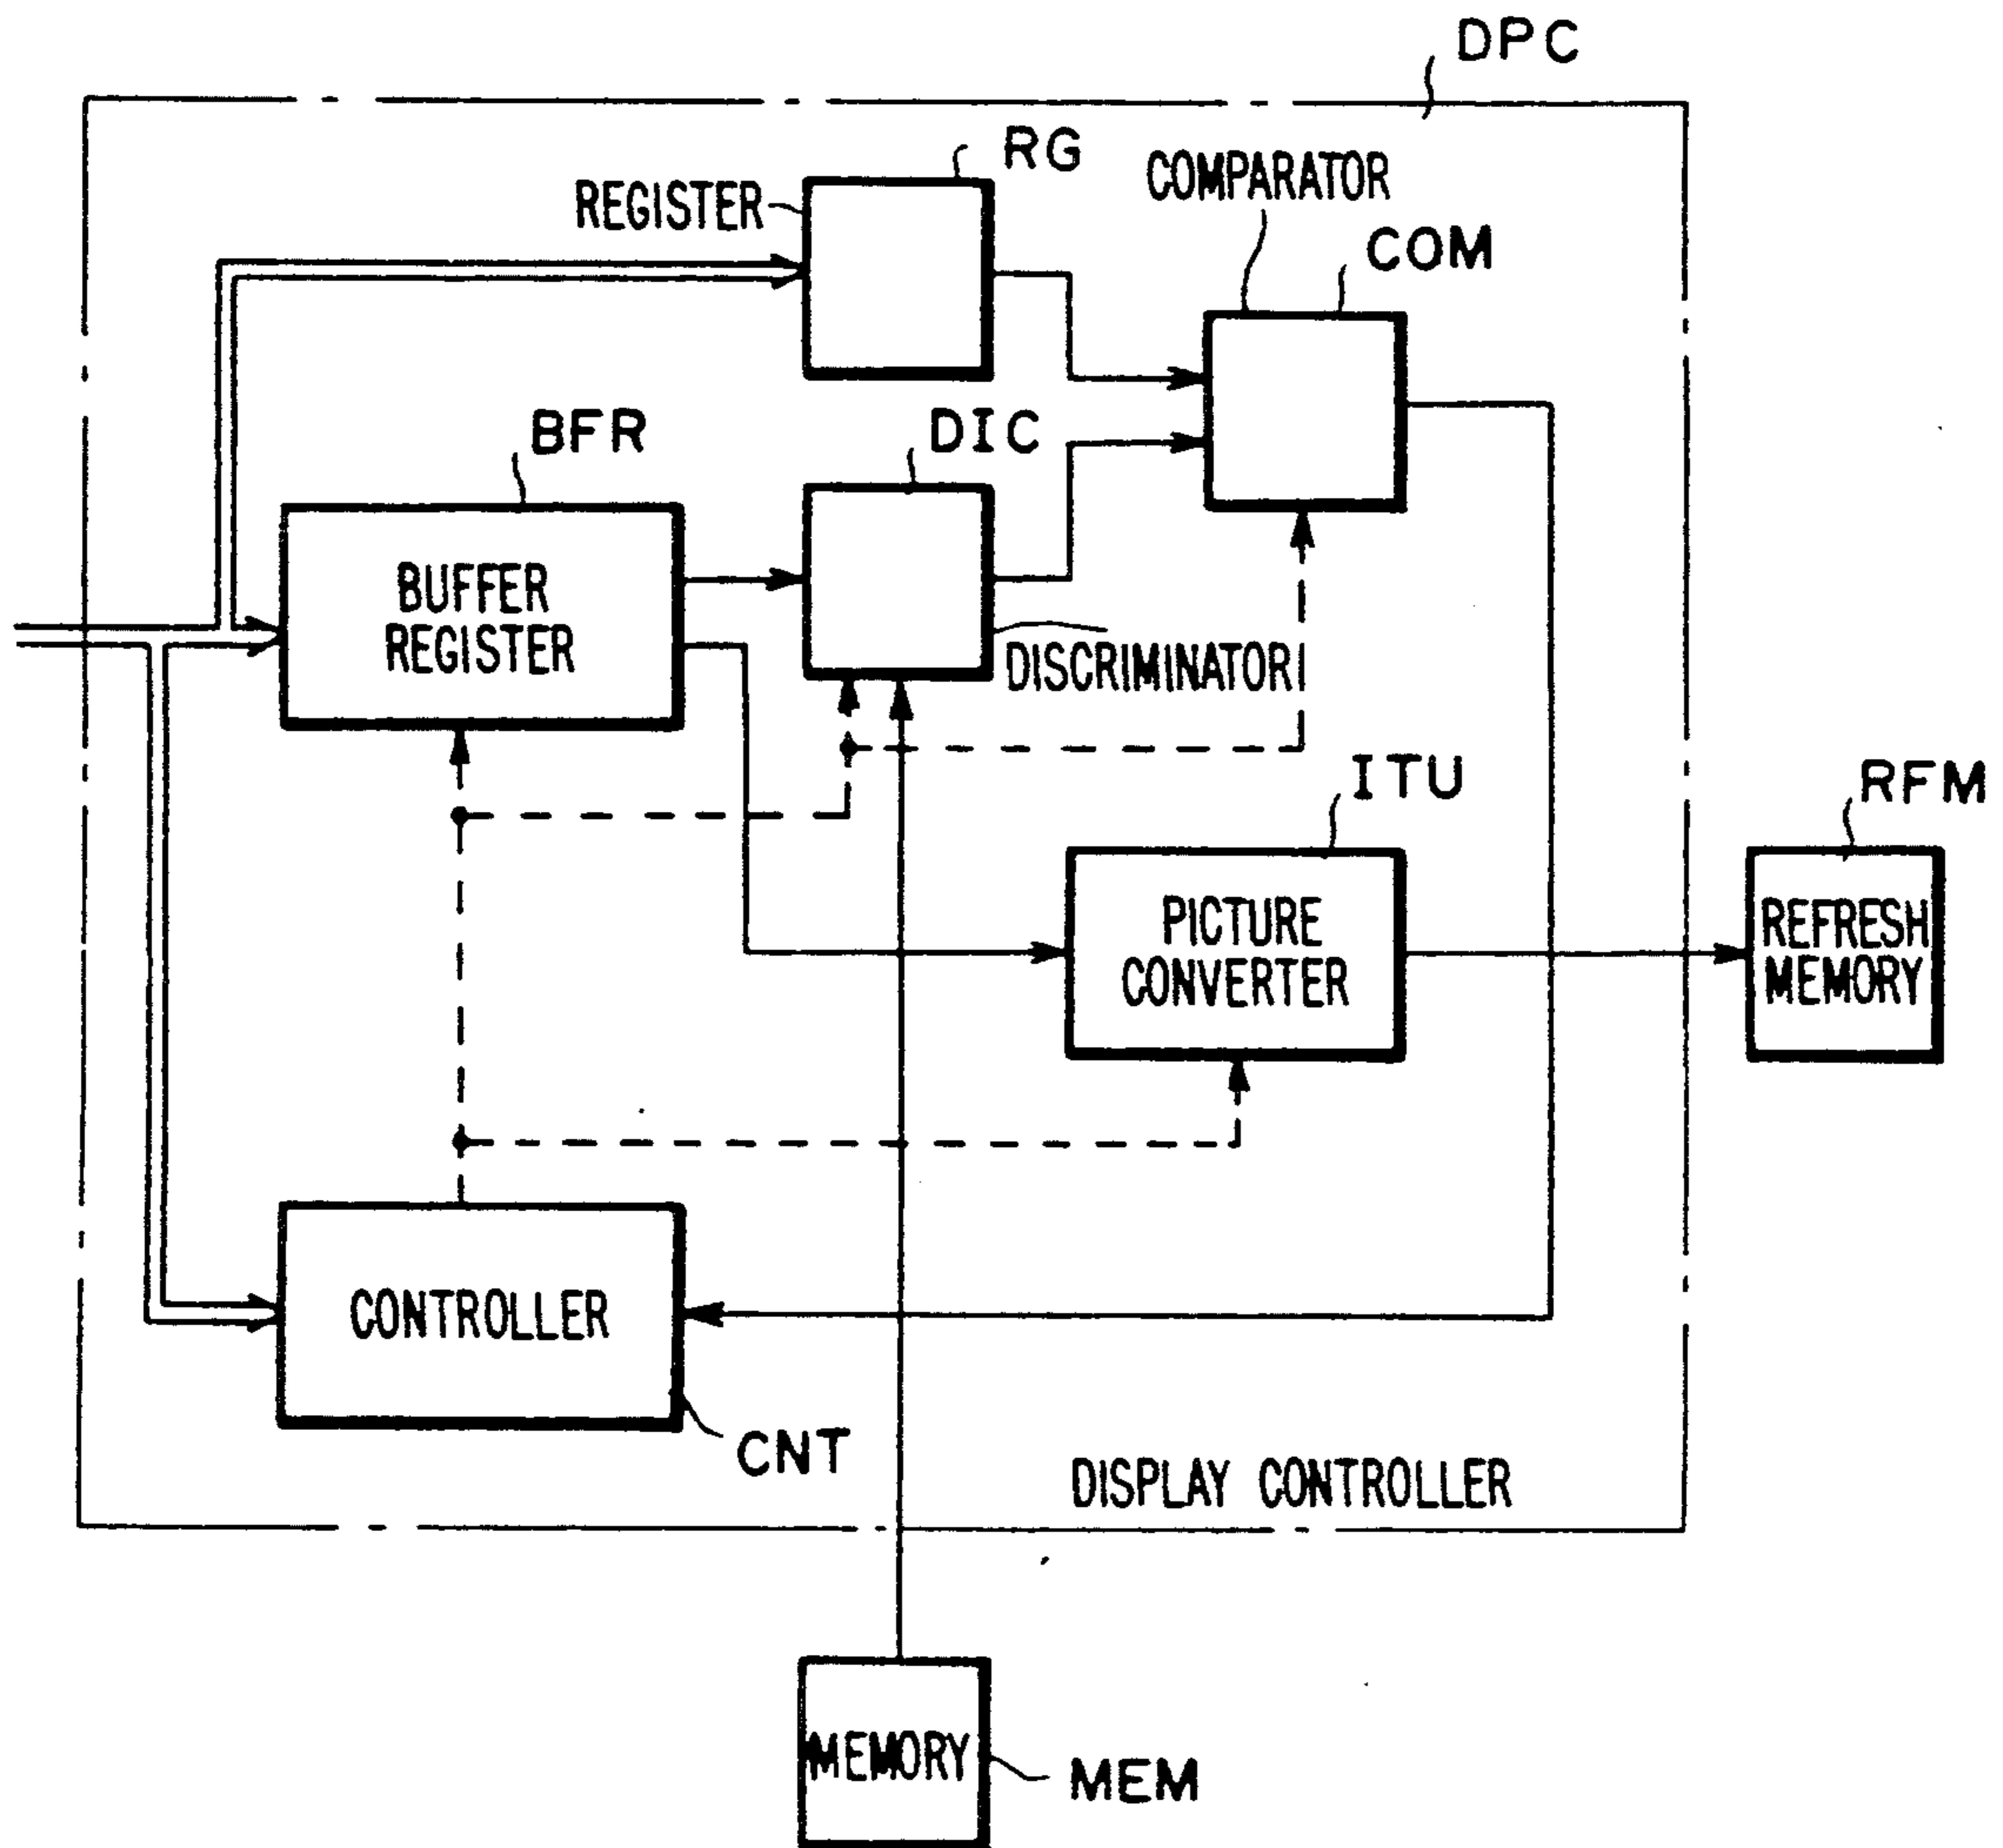 DPC
RG
REGISTER
COMPARATOR
COM
BFR
DIC
BUFFER
REGISTER
DISCRIMINATOR
ITU
RFM
PICTURE
CONVERTER
REFRESH
MEMORY
CONTROLLER
CNT
DISPLAY CONTROLLER
MEMORY
MEM